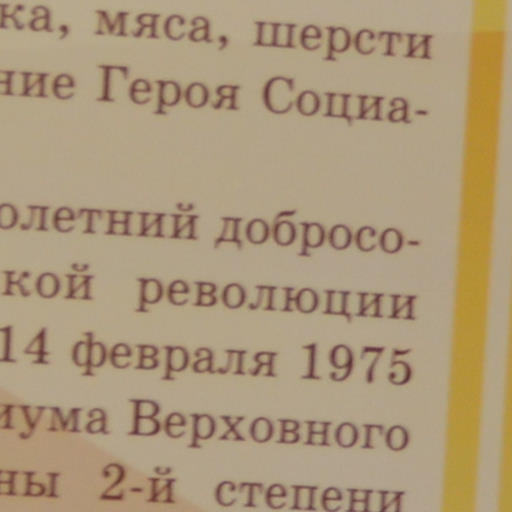 ка, мяса, шерсти
ние Героя Социа-
олетний добросо-
кой революции
14 февраля 1975
иума Верховного
ны 2-й степени